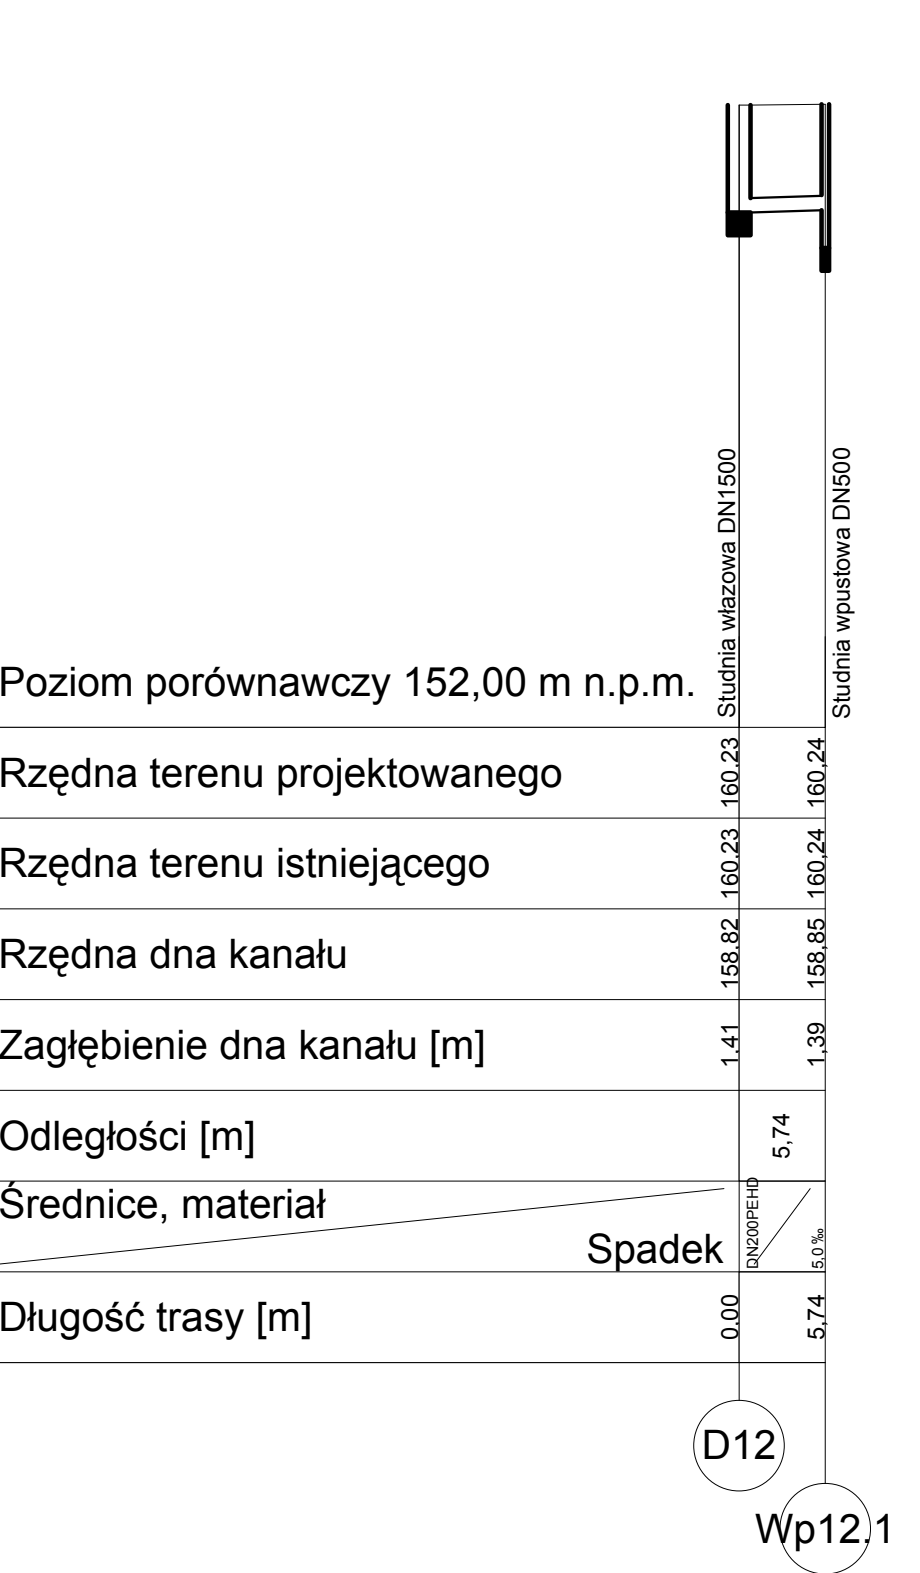 Studnia włazowa DN1500
Studnia wpustowa DN500
Poziom porównawczy 152,00 m n.p.m.
Rzędna terenu projektowanego 160.23 160,24
Rzędna terenu istniejącego 160.23 160,24
Rzędna dna kanału 158.82 158,85
Zagłębienie dna kanału [m] 1.41 1,39
Odległości [m] 5,74
Średnice, materiał DN200PEHD
Spadek 5,0 ‰
Długość trasy [m] 0.00 5,74
D12
Wp12.1